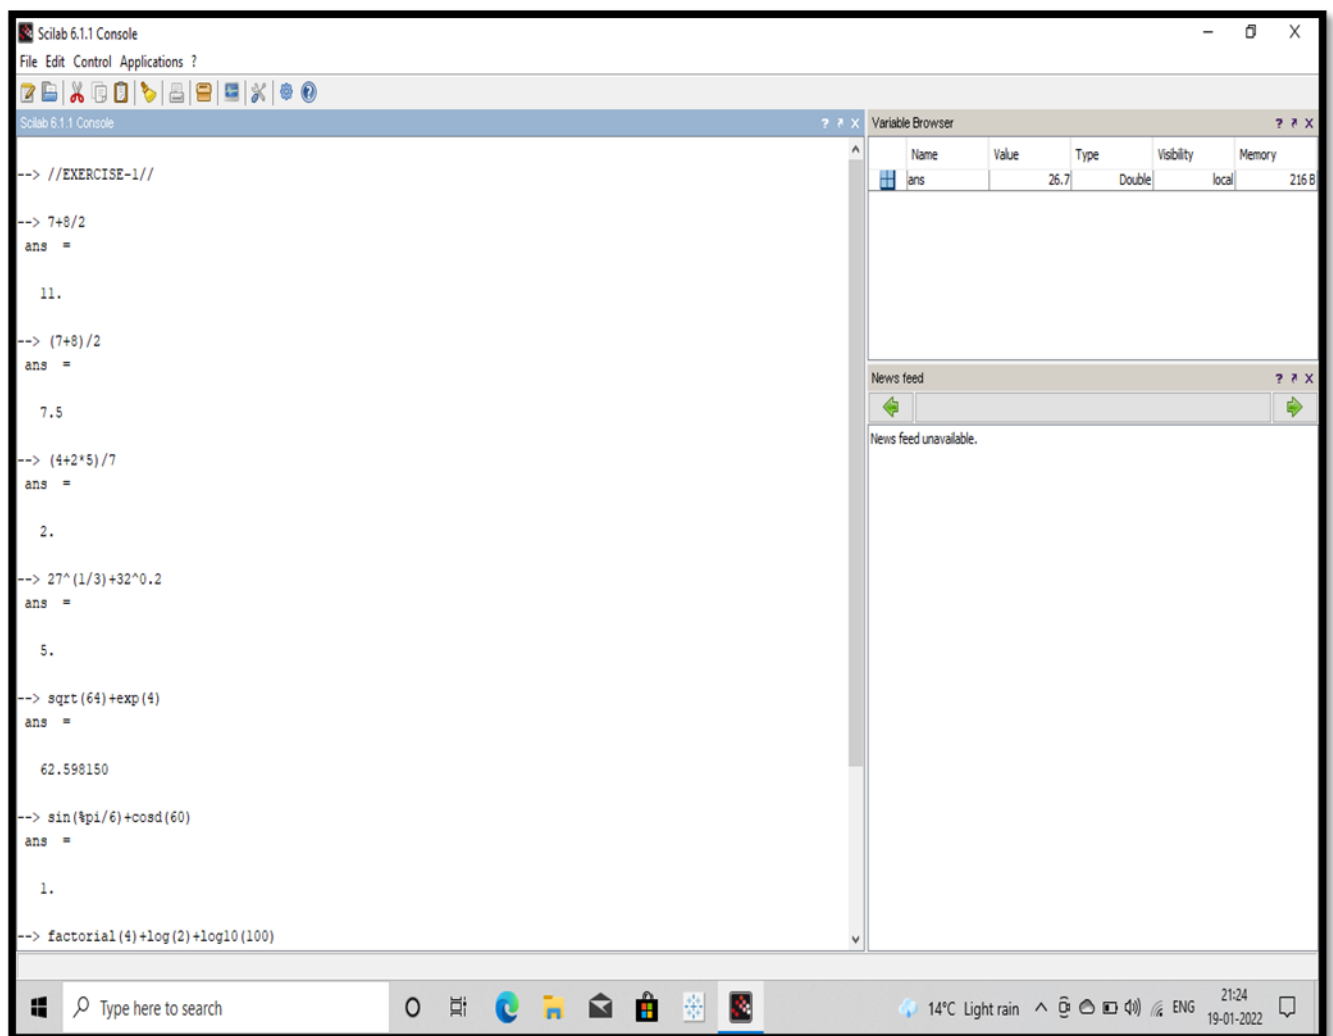 Scilab 6.1.1 Console
File Edit Control Applications ?
Scilab 6.1.1 Console
--> //EXERCISE-1//
--> 7+8/2
ans =
11.
--> (7+8)/2
ans =
7.5
--> (4+2*5)/7
ans =
2.
--> 27^(1/3)+32^0.2
ans =
5.
--> sqrt(64)+exp(4)
ans =
62.598150
--> sin(%pi/6)+cosd(60)
ans =
1.
--> factorial(4)+log(2)+log10(100)
Variable Browser
Name Value Type Visibility Memory
ans 26.7 Double local 216 B
News feed
News feed unavailable.
Type here to search
14°C Light rain
ENG
21:24
19-01-2022